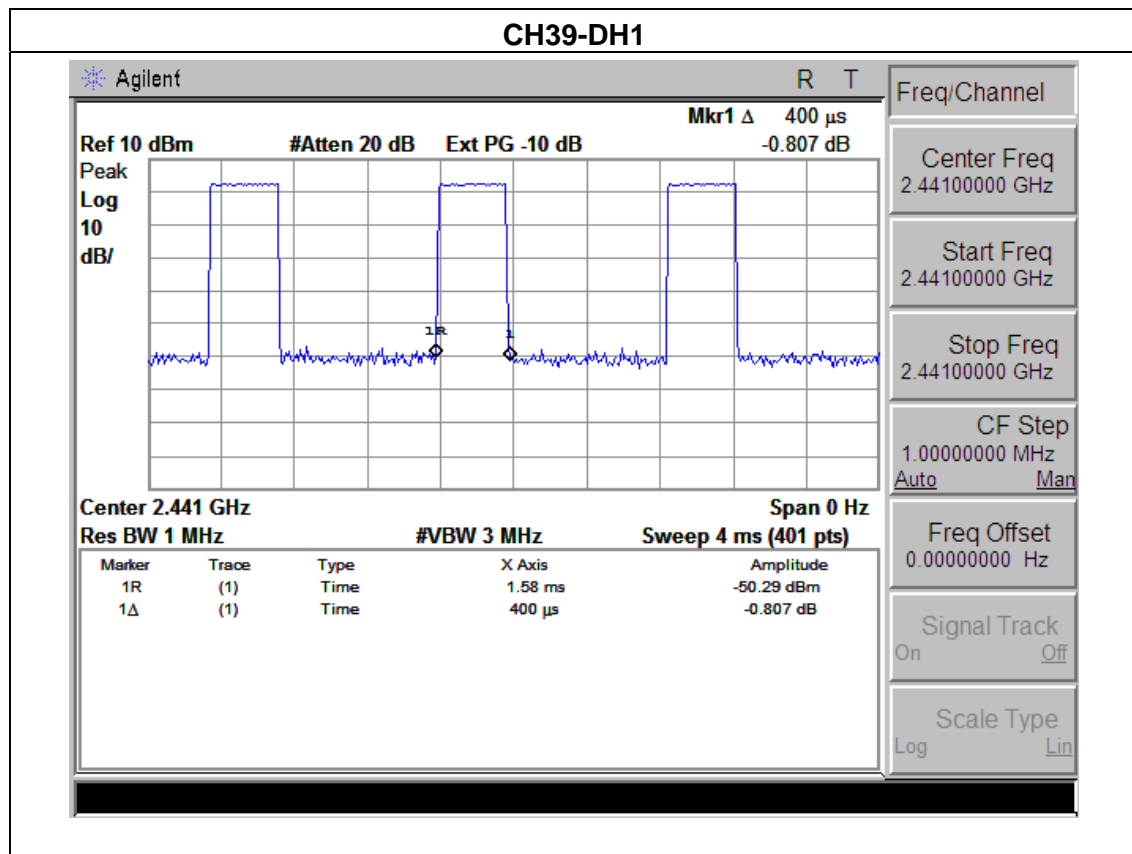 CH39-DH1
Agilent R T
Mkr1 Δ 400 μs
Ref 10 dBm #Atten 20 dB Ext PG -10 dB -0.807 dB
Peak
Log
10
dB/
1R
1
Center 2.441 GHz Span 0 Hz
Res BW 1 MHz #VBW 3 MHz Sweep 4 ms (401 pts)
Marker Trace Type X Axis Amplitude
1R (1) Time 1.58 ms -50.29 dBm
1Δ (1) Time 400 μs -0.807 dB
Freq/Channel
Center Freq
2.44100000 GHz
Start Freq
2.44100000 GHz
Stop Freq
2.44100000 GHz
CF Step
1.00000000 MHz
Auto Man
Freq Offset
0.00000000 Hz
Signal Track
On Off
Scale Type
Log Lin